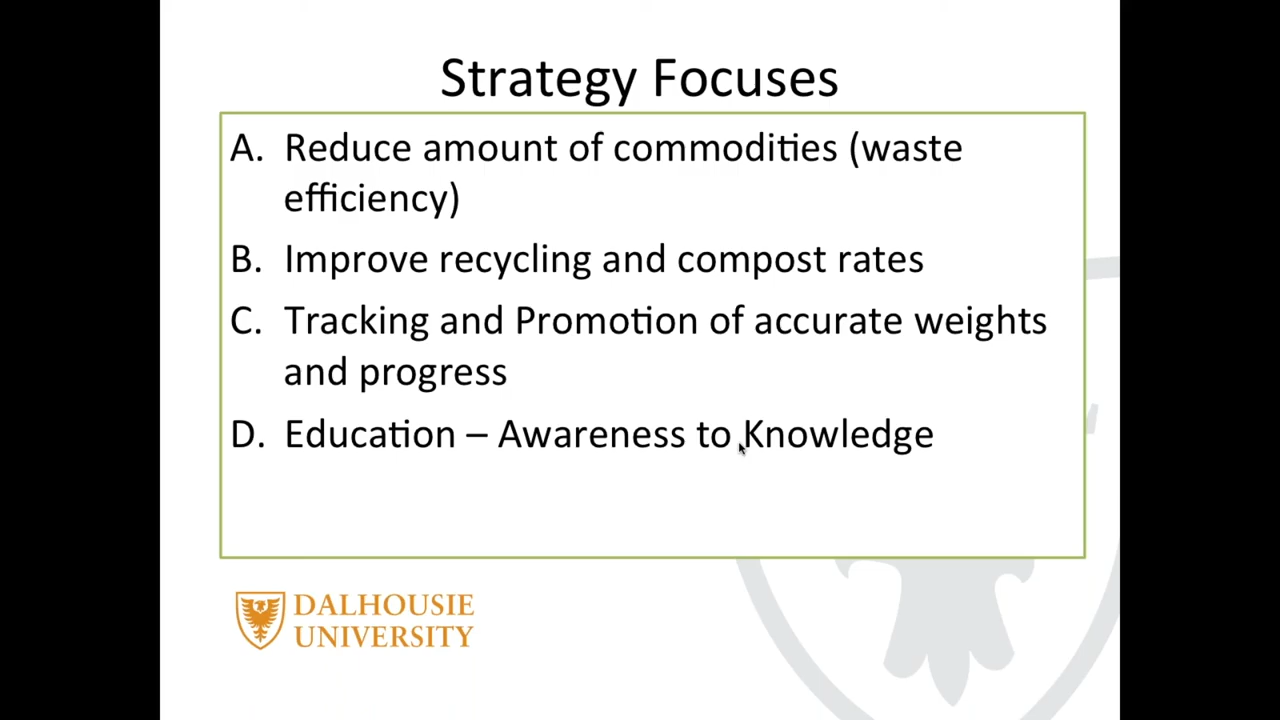 Strategy Focuses
A. Reduce amount of commodities (waste
efficiency)
B. Improve recycling and compost rates
C. Tracking and Promotion of accurate weights
and progress
D. Education – Awareness to Knowledge
DALHOUSIE
UNIVERSITY